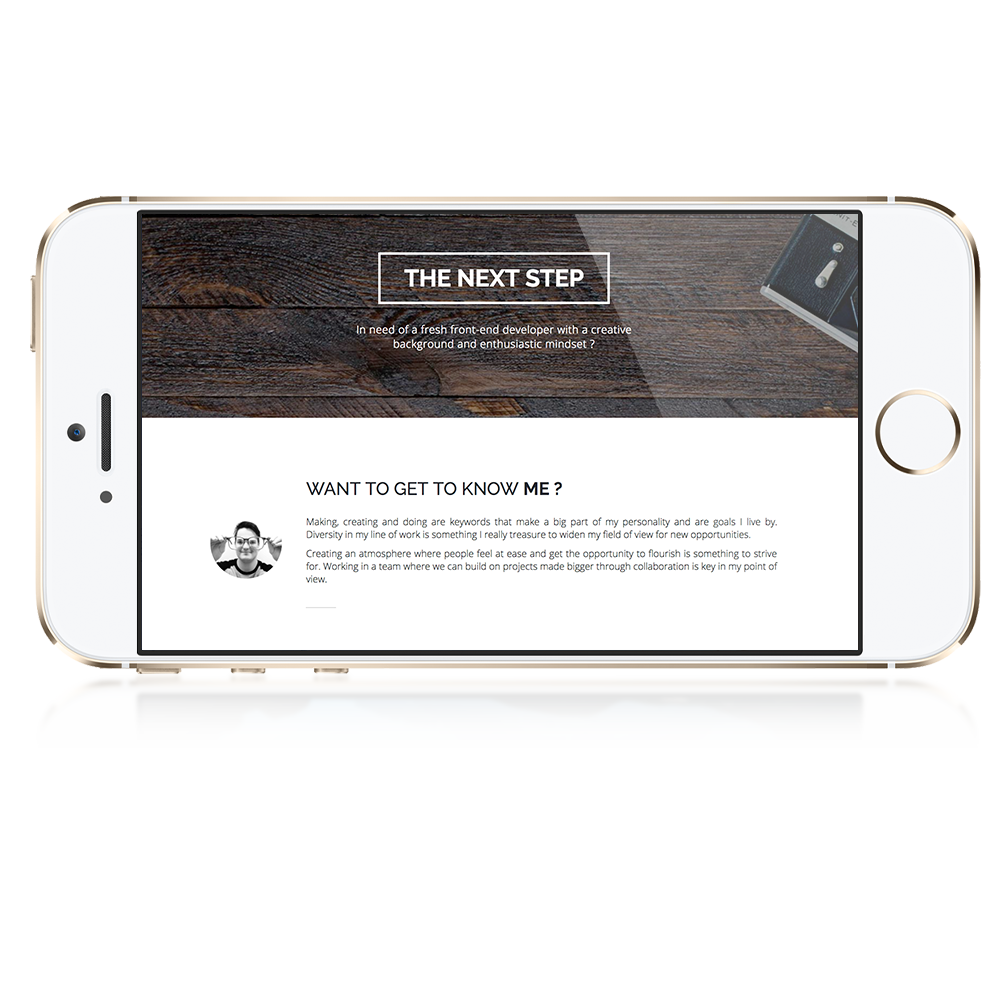 THE NEXT STEP
In need of a fresh front-end developer with a creative
background and enthusiastic mindset ?
WANT TO GET TO KNOW ME ?
Making, creating and doing are keywords that make a big part of my personality and are goals I live by.
Diversity in my line of work is something I really treasure to widen my field of view for new opportunities.
Creating an atmosphere where people feel at ease and get the opportunity to flourish is something to strive
for. Working in a team where we can build on projects made bigger through collaboration is key in my point of
view.